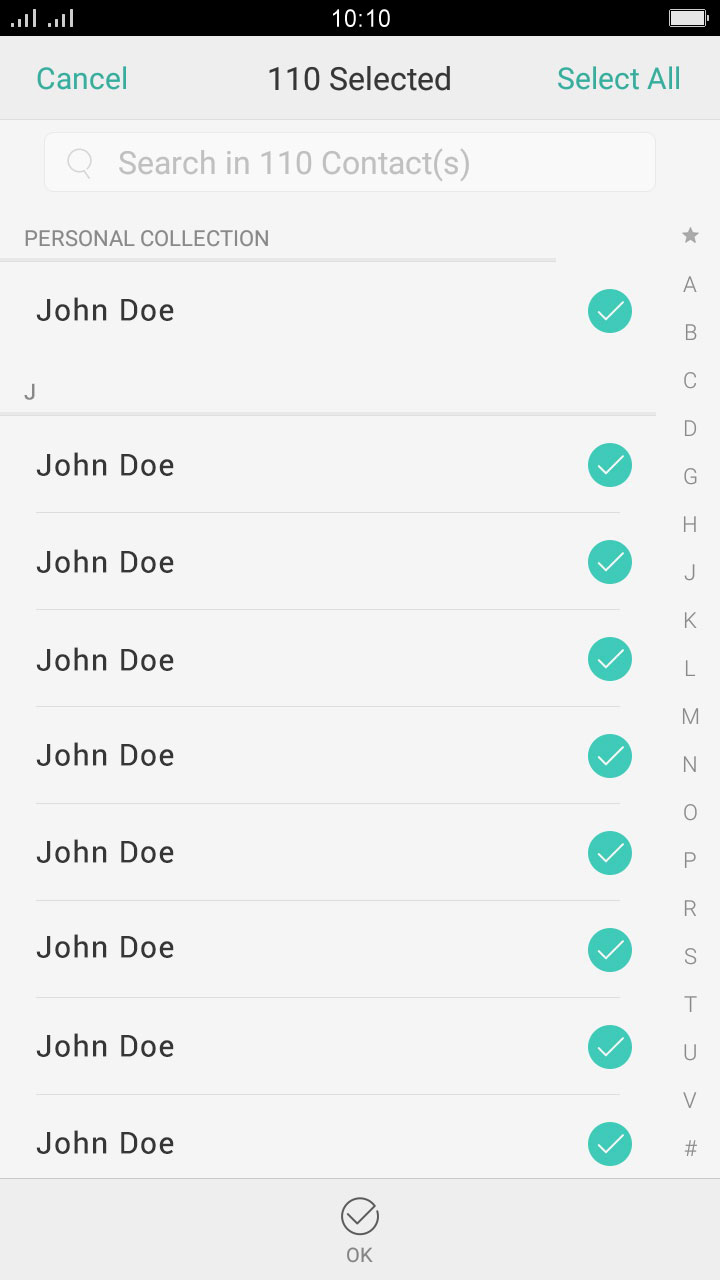 10:10
Cancel 110 Selected Select All
Search in 110 Contact(s)
PERSONAL COLLECTION
John Doe
J
John Doe
John Doe
John Doe
John Doe
John Doe
John Doe
John Doe
John Doe
A
B
C
D
G
H
J
K
L
M
N
O
P
R
S
T
U
V
#
OK